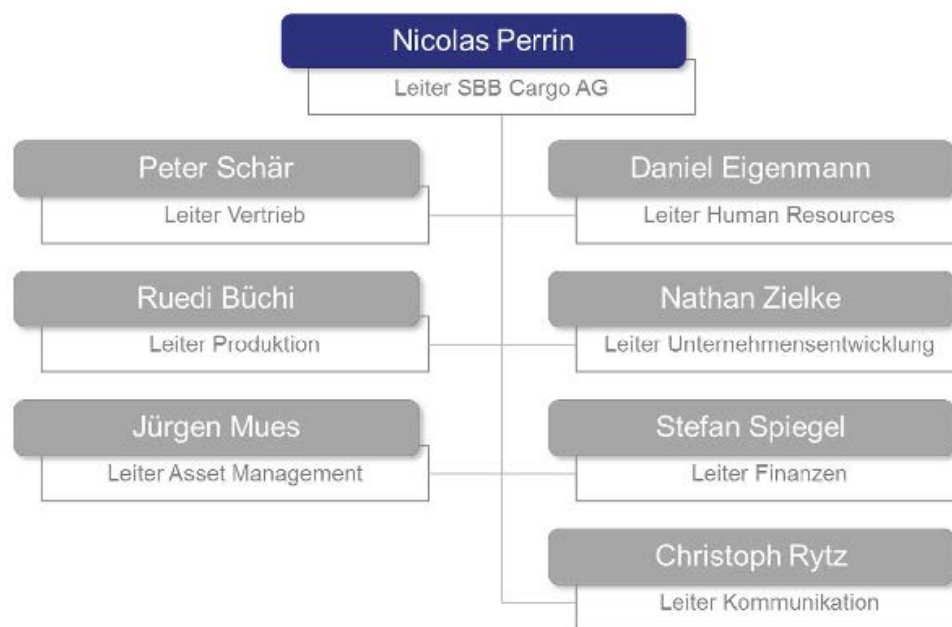 Nicolas Perrin
Leiter SBB Cargo AG
Peter Schär
Leiter Vertrieb
Daniel Eigenmann
Leiter Human Resources
Ruedi Büchi
Leiter Produktion
Nathan Zielke
Leiter Unternehmensentwicklung
Jürgen Mues
Leiter Asset Management
Stefan Spiegel
Leiter Finanzen
Christoph Rytz
Leiter Kommunikation